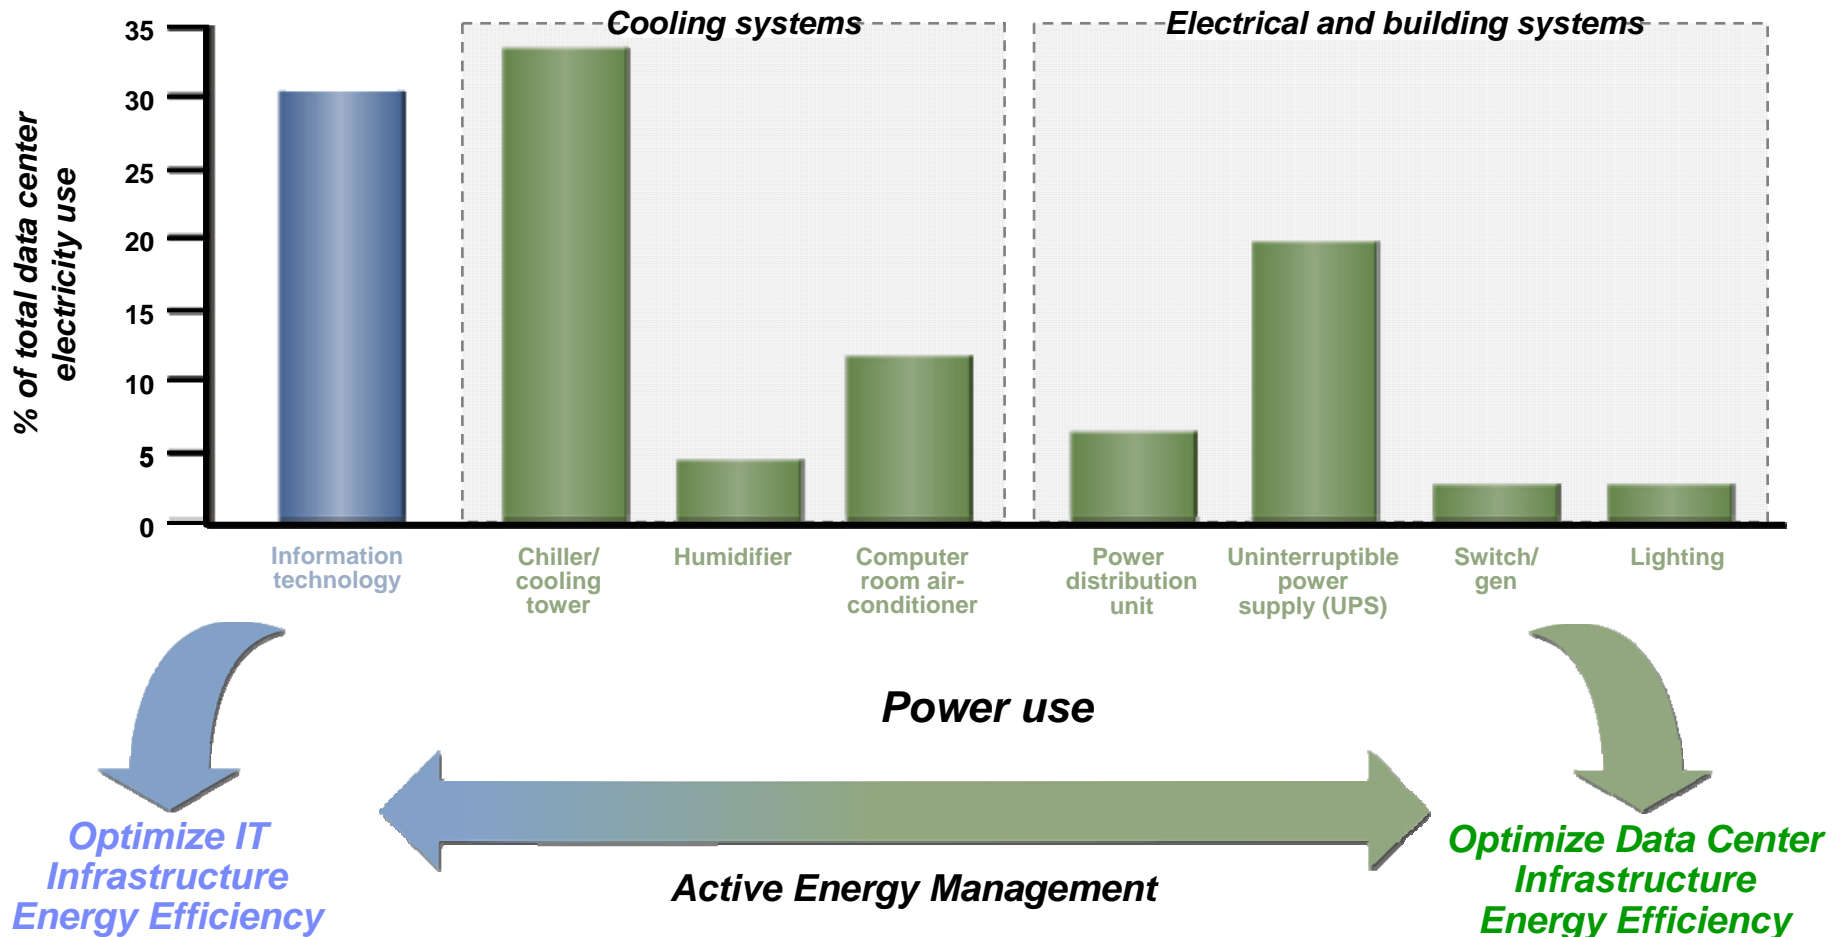 Cooling systems
Electrical and building systems
% of total data center
electricity use
35
30
25
20
15
10
5
0
Information
technology
Chiller/
cooling
tower
Humidifier
Computer
room air-
conditioner
Power
distribution
unit
Uninterruptible
power
supply (UPS)
Switch/
gen
Lighting
Power use
Optimize IT
Infrastructure
Energy Efficiency
Active Energy Management
Optimize Data Center
Infrastructure
Energy Efficiency